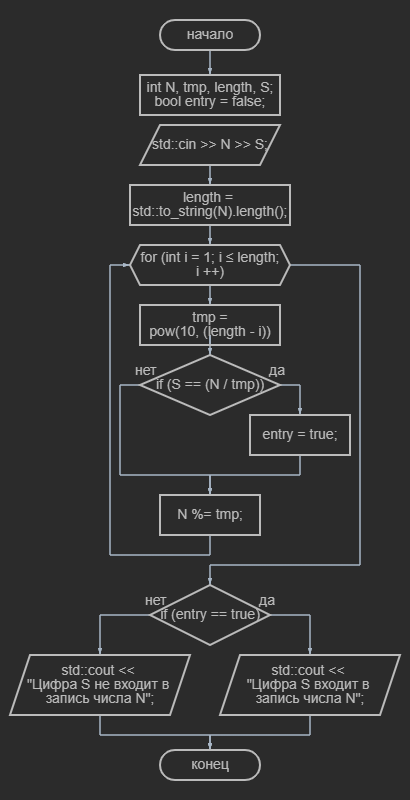 начало
int N, tmp, length, S;
bool entry = false;
std::cin >> N >> S;
length =
std::to_string(N).length();
for (int i = 1; i ≤ length;
i ++)
tmp =
pow(10, (length - i))
нет
да
if (S == (N / tmp))
entry = true;
N %= tmp;
нет
да
if (entry == true)
std::cout <<
"Цифра S не входит в
запись числа N";
std::cout <<
"Цифра S входит в
запись числа N";
конец